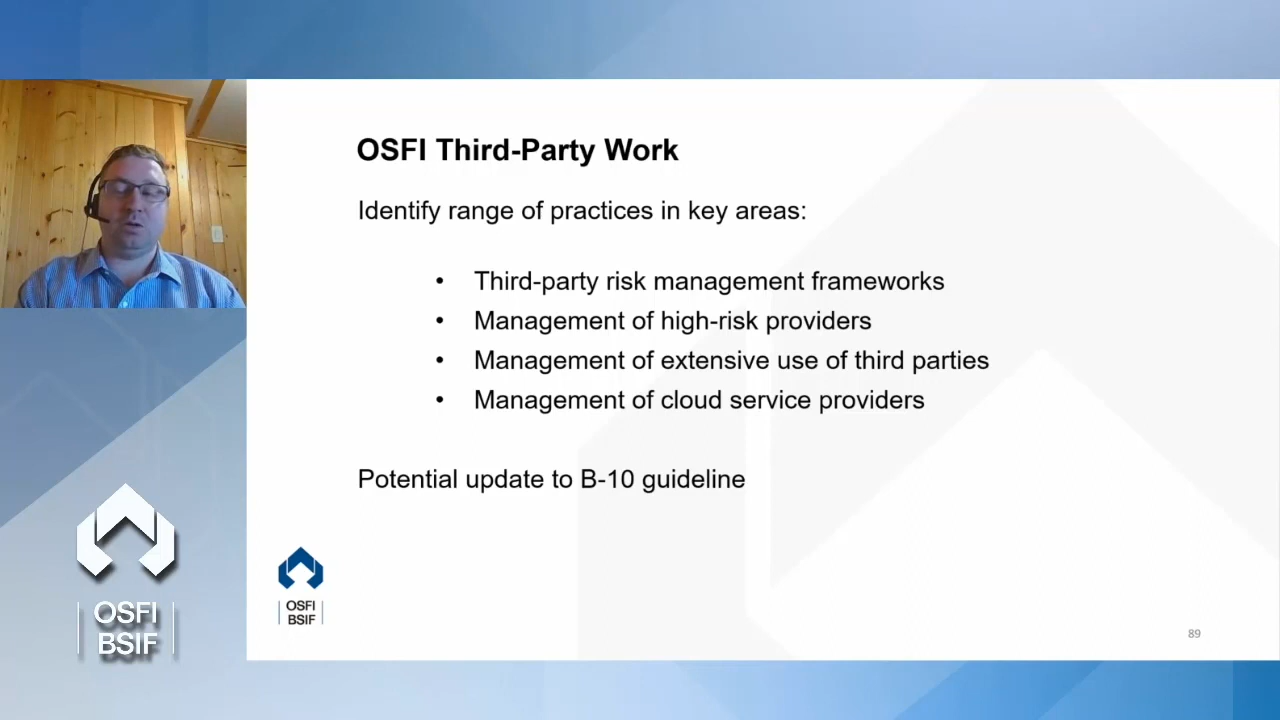 OSFI Third-Party Work
Identify range of practices in key areas:
• Third-party risk management frameworks
• Management of high-risk providers
• Management of extensive use of third parties
• Management of cloud service providers
Potential update to B-10 guideline
OSFI
BSIF
OSFI
BSIF
89